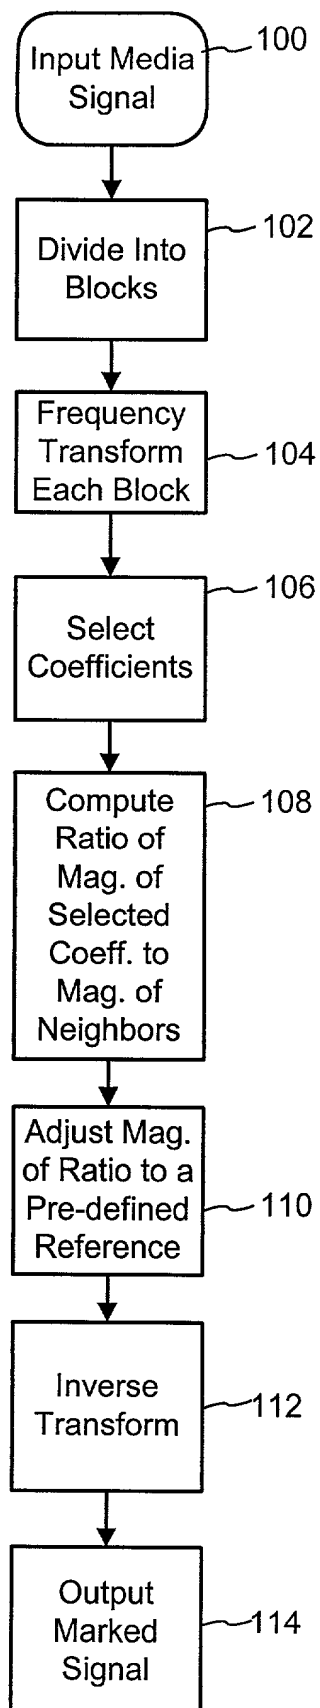 Input Media
Signal
100
Divide Into
Blocks
102
Frequency
Transform
Each Block
104
Select
Coefficients
106
Compute
Ratio of
Mag. of
Selected
Coeff. to
Mag. of
Neighbors
108
Adjust Mag.
of Ratio to a
Pre-defined
Reference
110
Inverse
Transform
112
Output
Marked
Signal
114